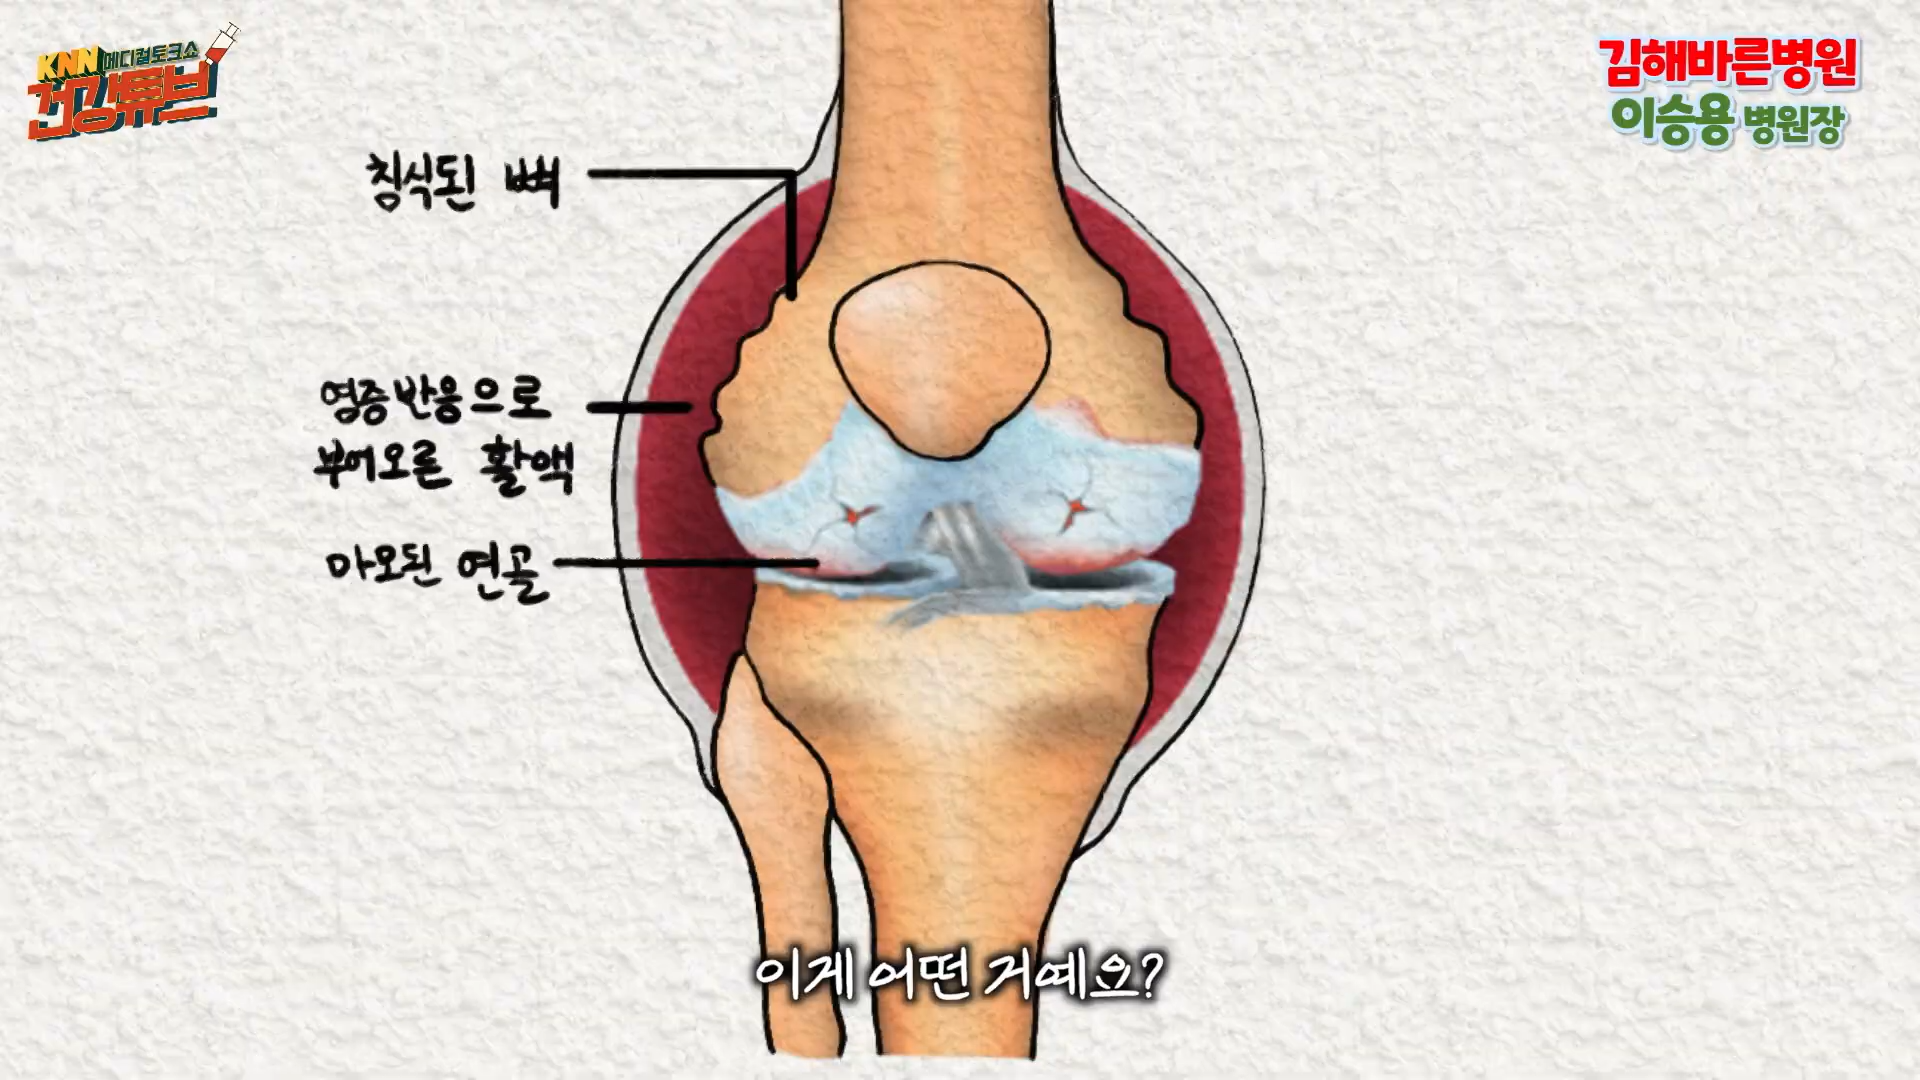 KNN 메디컬토크쇼
건강튜브
김해바른병원
이승용 병원장
침식된 뼈
염증반응으로
부어오른 활액
마모된 연골
이게 어떤 거예요?